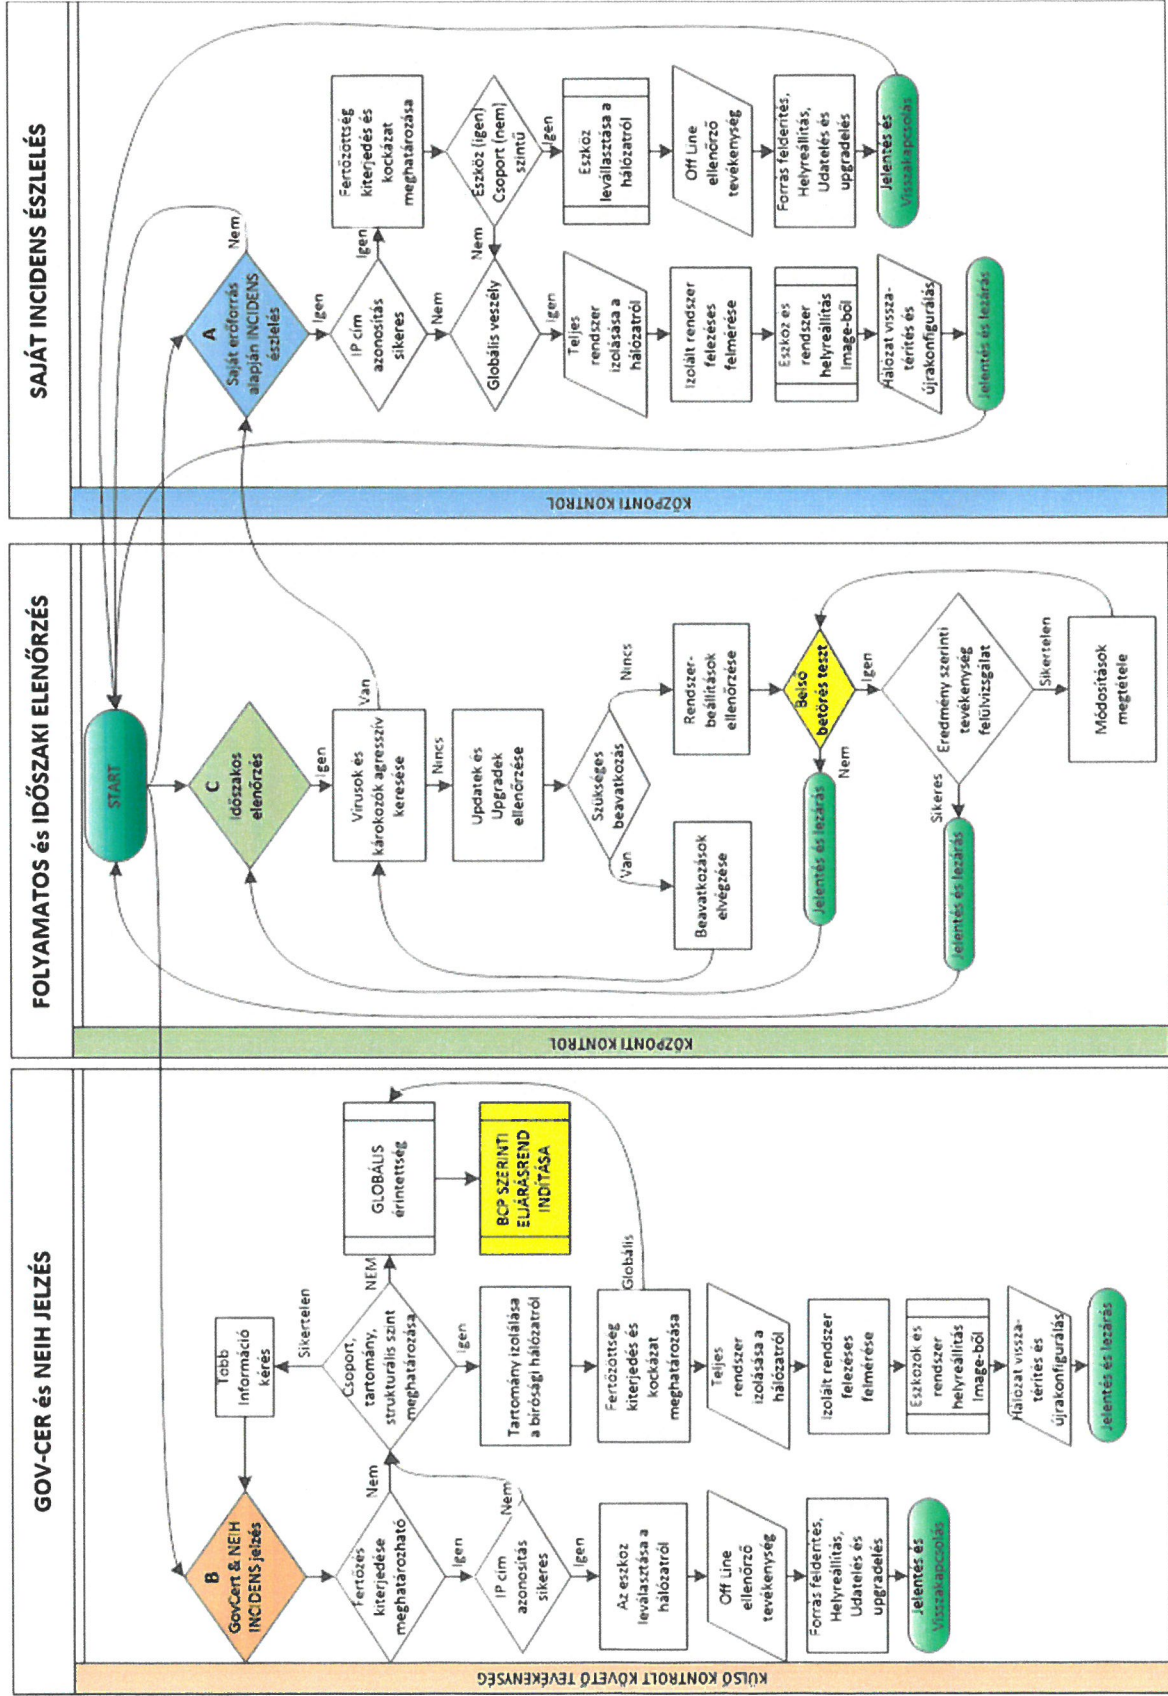 GOV-CER és NEIH JELZÉS
KÜLSŐ KONTROLT KÖVETŐ TEVÉKENYSÉG
B
GovCert & NEIH
INCIDENS jelzés
Több
Információ
kérés
Sikertelen
Fertőzés
kiterjedése
meghatározható
Nem
Igen
Csoport,
tartomány,
strukturális szint
meghatározása
NEM
Igen
GLOBÁLIS
érintettség
BCP SZERINTI
ELJÁRÁSREND
INDÍTÁSA
IP cím
azonosítás
sikeres
Nem
Igen
Tartomány izolálása
a bírósági hálózatról
Az eszköz
leválasztása a
hálózatról
Fertőzöttség
kiterjedés és
kockázat
meghatározása
Globális
Off Line
ellenőrző
tevékenység
Teljes
rendszer
izolásása a
hálózatról
Forrás felderítés,
Helyreállítás,
Udatelés és
upgradelés
Izolált rendszer
felezéses
felmérése
Jelentés és
Visszakapcsolás
Eszközok és
rendszer
helyreállítás
Image-ből
Hálózat vissza-
térítés és
újrakonfigurálás
Jelentés és lezárás
FOLYAMATOS és IDŐSZAKI ELENŐRZÉS
KÖZPONTI KONTROL
START
C
Időszakos
elenőrzés
Igen
Vírusok és
károkozók agresszív
keresése
Van
Nincs
Updatek és
Upgradek
ellenőrzése
Szükséges
beavatkozás
Van
Nincs
Beavatkozások
elvégzése
Rendszer-
beállítások
ellenőrzése
Jelentés és lezárás
Nem
Belső
betörés teszt
Igen
Jelentés és lezárás
Sikeres
Eredmény szerinti
tevékenység
felülvizsgálat
Sikertelen
Módosítások
megtétele
SAJÁT INCIDENS ÉSZLELÉS
KÖZPONTI KONTROL
A
Saját erőforrás
alapján INCIDENS
észlelés
Nem
Igen
IP cím
azonosítás
sikeres
Igen
Nem
Fertőzöttség
kiterjedés és
kockázat
meghatározása
Globális veszély
Nem
Igen
Eszköz (igen)
Csoport (nem)
szintű
Igen
Teljes
rendszer
izolásása a
hálózatról
Eszköz
leválasztása a
hálózatról
Izolált rendszer
felezéses
felmérése
Off Line
ellenőrző
tevékenység
Eszköz es
rendszer
helyreállítás
Image-ből
Forrás felderítés,
Helyreállítás,
Udatelés és
upgradelés
Hálózat vissza-
térítés és
újrakonfigurálás
Jelentés és
Visszakapcsolás
Jelentés és lezárás